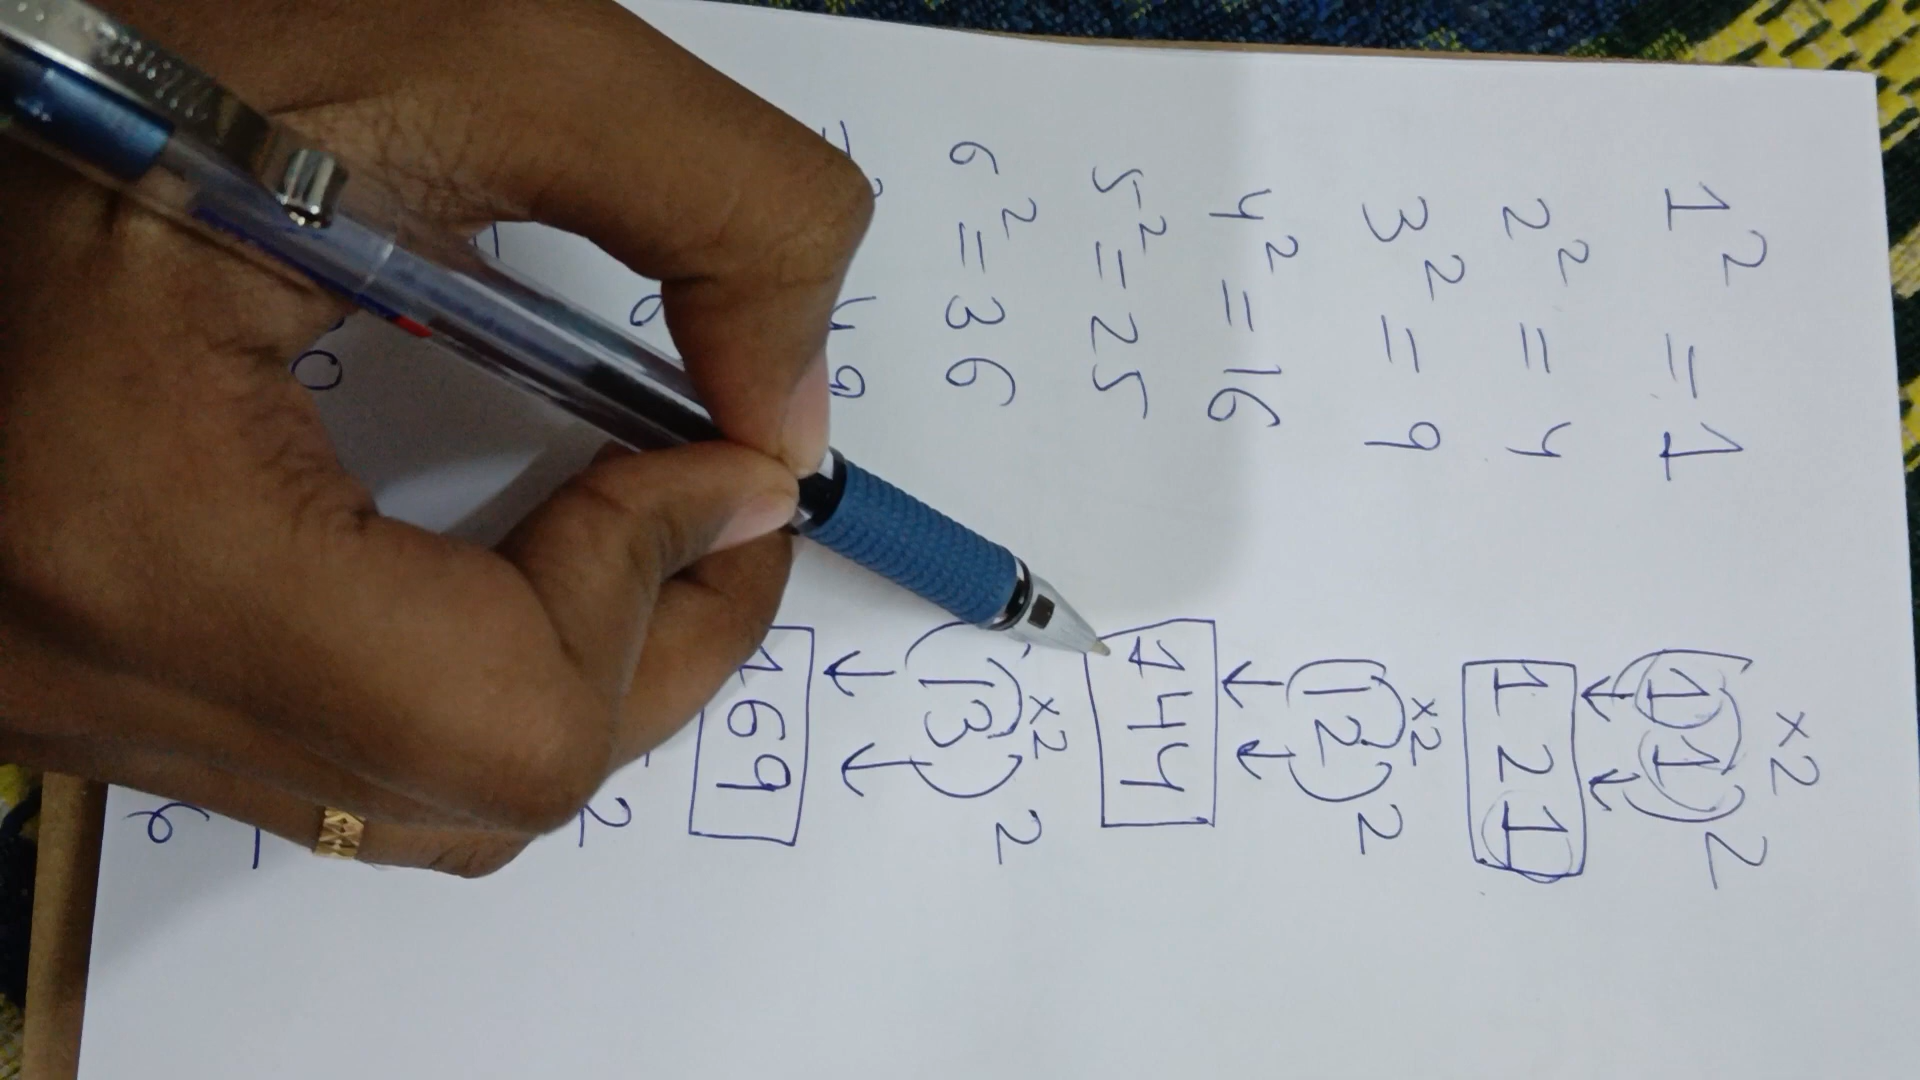 1² = 1
2² = 4
3² = 9
4² = 16
5² = 25
6² = 36
49
×2
(11)²
↓ ↓
121
×2
(12)²
↓ ↓
144
×2
(13)²
↓ ↓
169